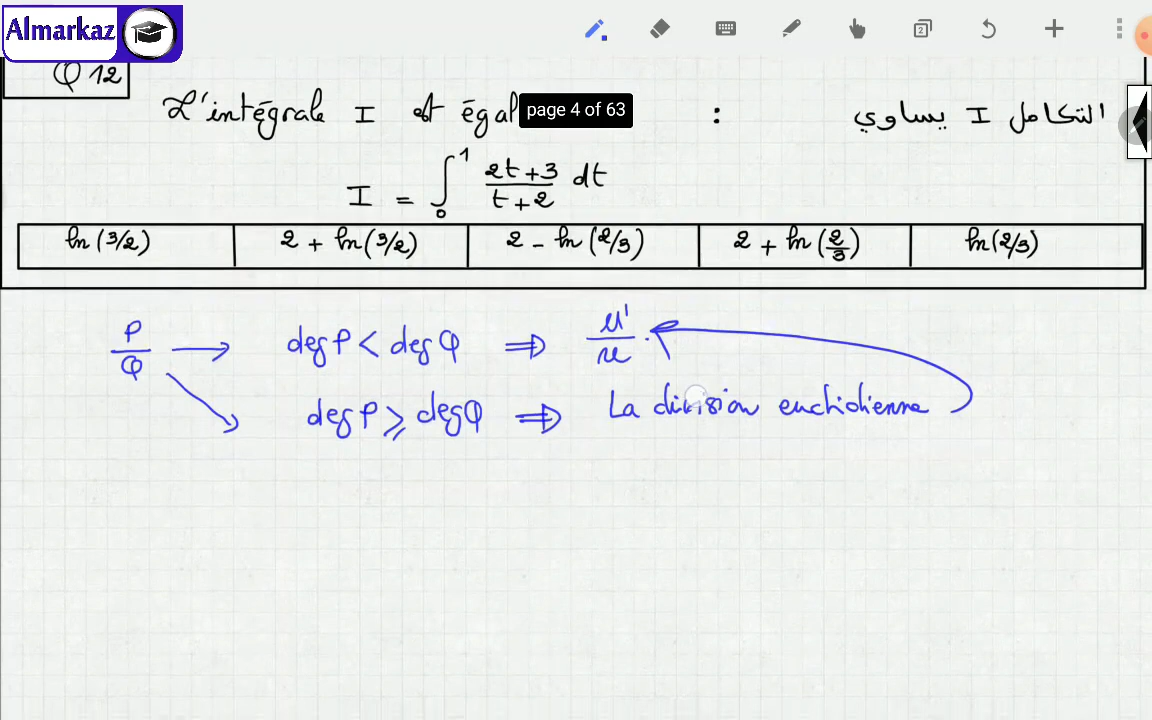 Almarkaz
Q 12
page 4 of 63
L'intégrale I est égal : التكامل I يساوي
I = ∫₀¹ (2t+3)/(t+2) dt
ln(3/2) 2 + ln(3/2) 2 - ln(2/3) 2 + ln(2/3) ln(2/3)
P/Q → deg P < deg Q ⇒ u'/u
deg P ≥ deg Q ⇒ La division euclidienne